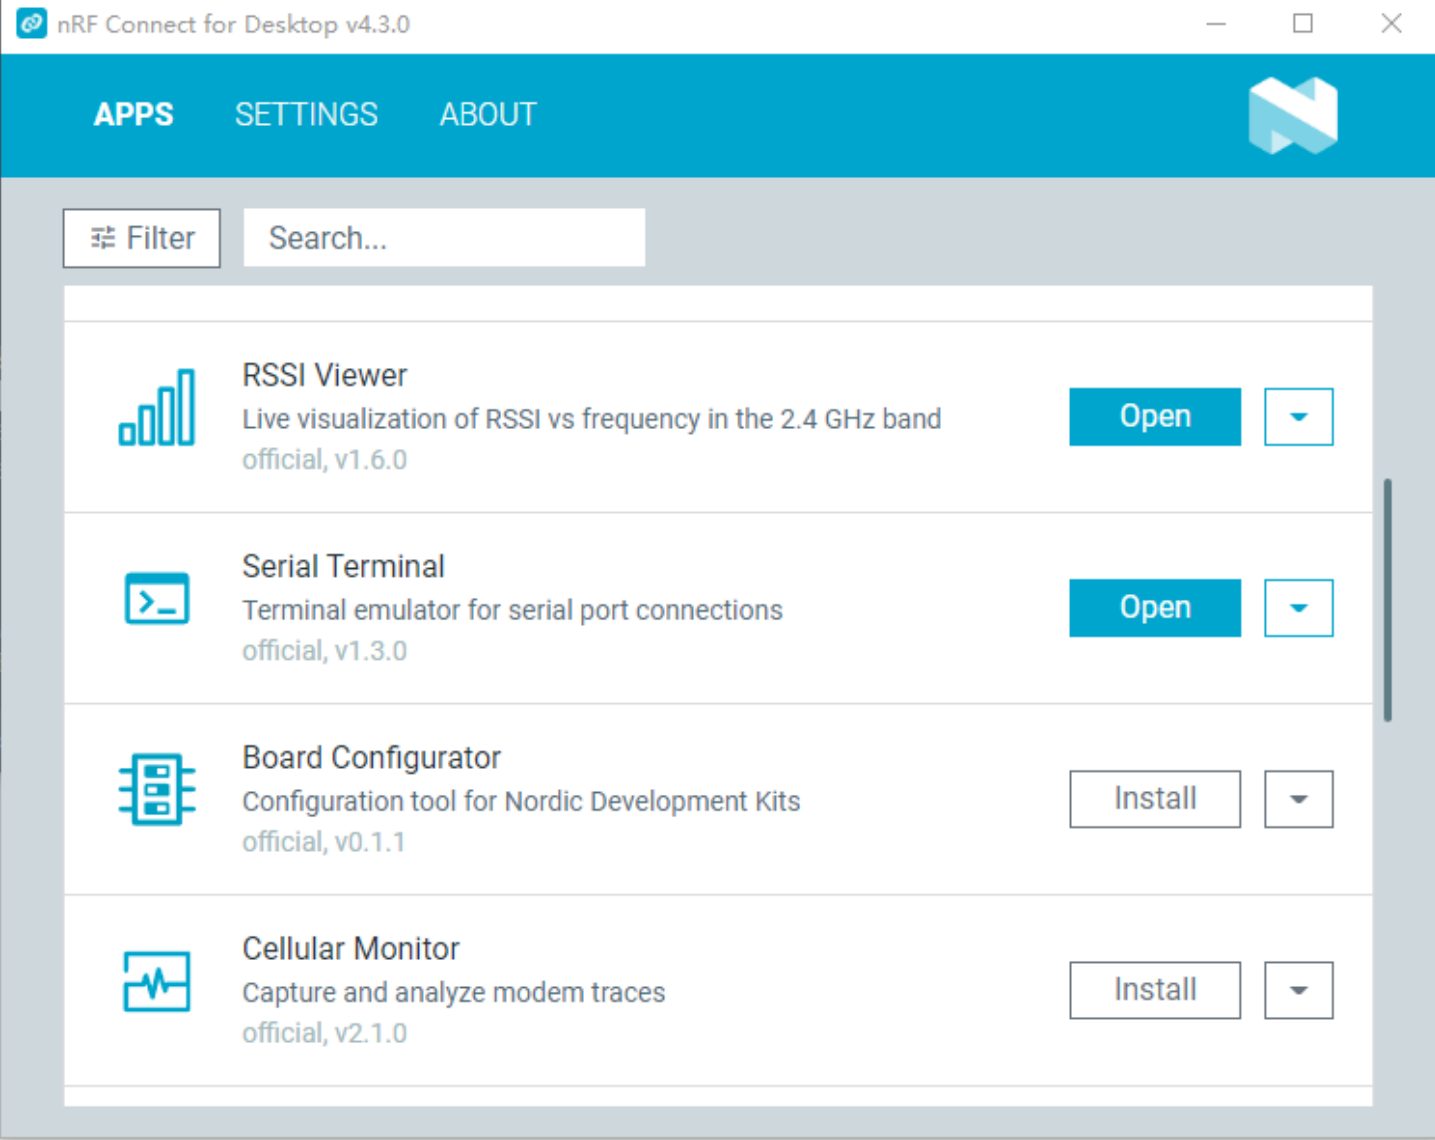 nRF Connect for Desktop v4.3.0
APPS SETTINGS ABOUT
Filter Search...
RSSI Viewer
Live visualization of RSSI vs frequency in the 2.4 GHz band
official, v1.6.0
Open
Serial Terminal
Terminal emulator for serial port connections
official, v1.3.0
Open
Board Configurator
Configuration tool for Nordic Development Kits
official, v0.1.1
Install
Cellular Monitor
Capture and analyze modem traces
official, v2.1.0
Install